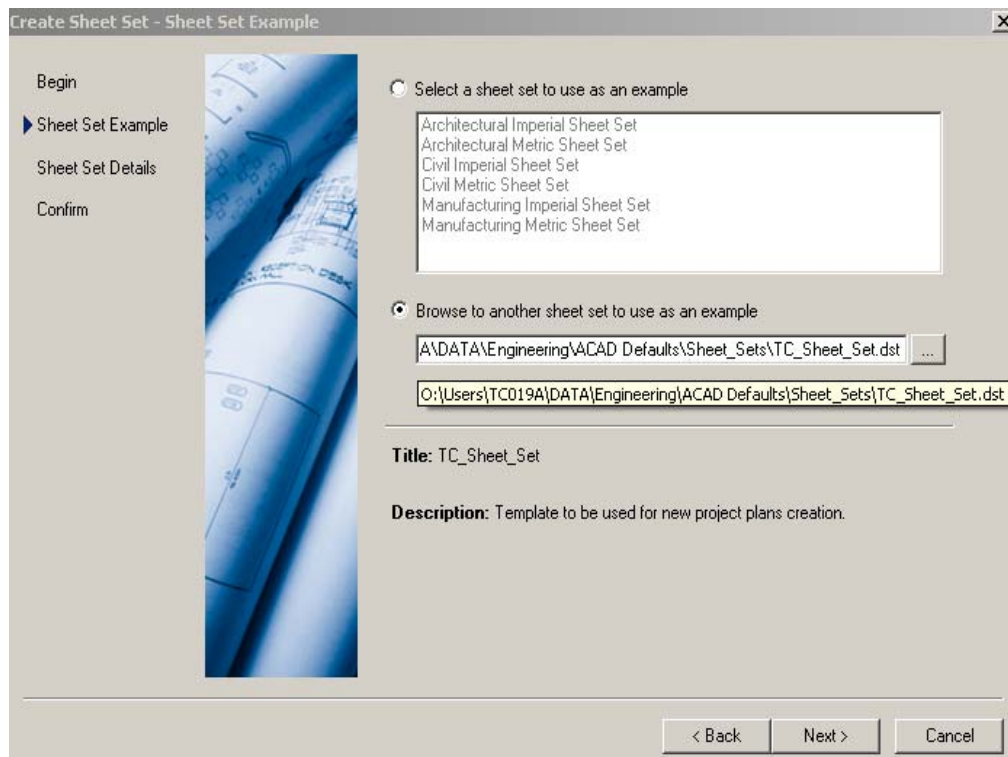 Create Sheet Set - Sheet Set Example
Begin
Sheet Set Example
Sheet Set Details
Confirm
Select a sheet set to use as an example
Architectural Imperial Sheet Set
Architectural Metric Sheet Set
Civil Imperial Sheet Set
Civil Metric Sheet Set
Manufacturing Imperial Sheet Set
Manufacturing Metric Sheet Set
Browse to another sheet set to use as an example
A\DATA\Engineering\ACAD Defaults\Sheet_Sets\TC_Sheet_Set.dst
...
O:\Users\TC019A\DATA\Engineering\ACAD Defaults\Sheet_Sets\TC_Sheet_Set.dst
Title: TC_Sheet_Set
Description: Template to be used for new project plans creation.
RECEPTION DESK
< Back
Next >
Cancel